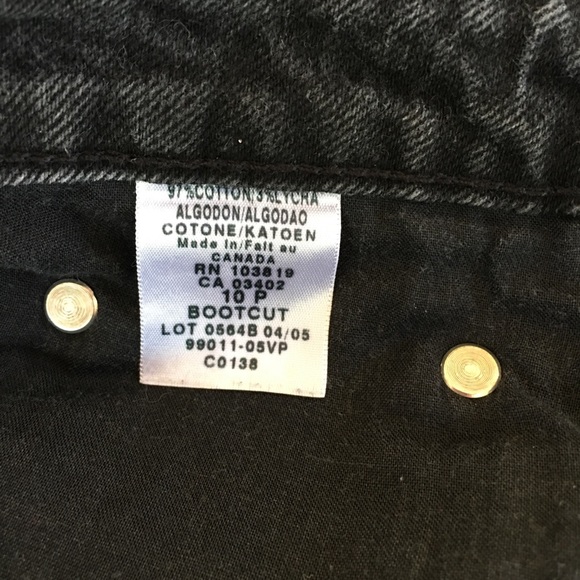 97%COTTON/3%LYCRA
ALGODON/ALGODAO
COTONE/KATOEN
Made in/Fait au
CANADA
RN 103819
CA 03402
10 P
BOOTCUT
LOT 0564B 04/05
99011-05VP
C0138